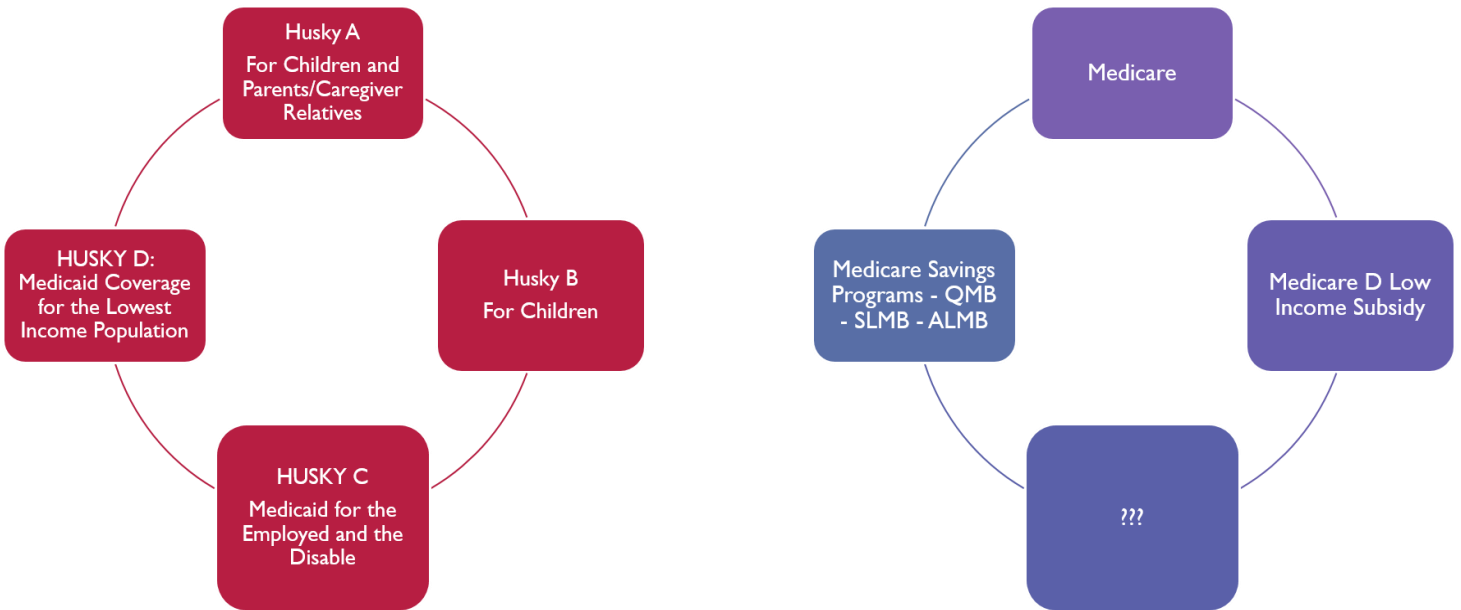 Husky A
For Children and
Parents/Caregiver
Relatives
Husky B
For Children
HUSKY C
Medicaid for the
Employed and the
Disable
HUSKY D:
Medicaid Coverage
for the Lowest
Income Population
Medicare
Medicare D Low
Income Subsidy
???
Medicare Savings
Programs - QMB
- SLMB - ALMB